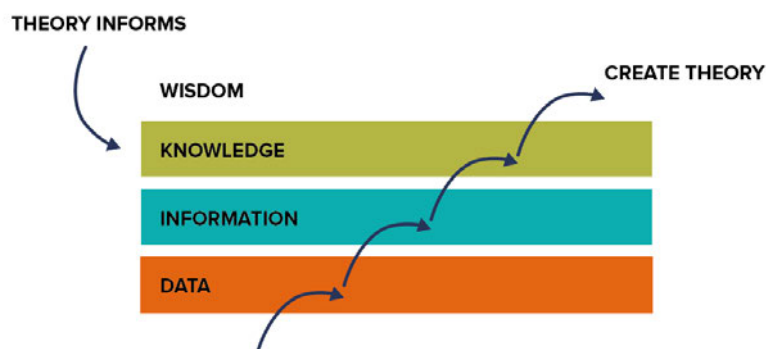 THEORY INFORMS
CREATE THEORY
WISDOM
KNOWLEDGE
INFORMATION
DATA